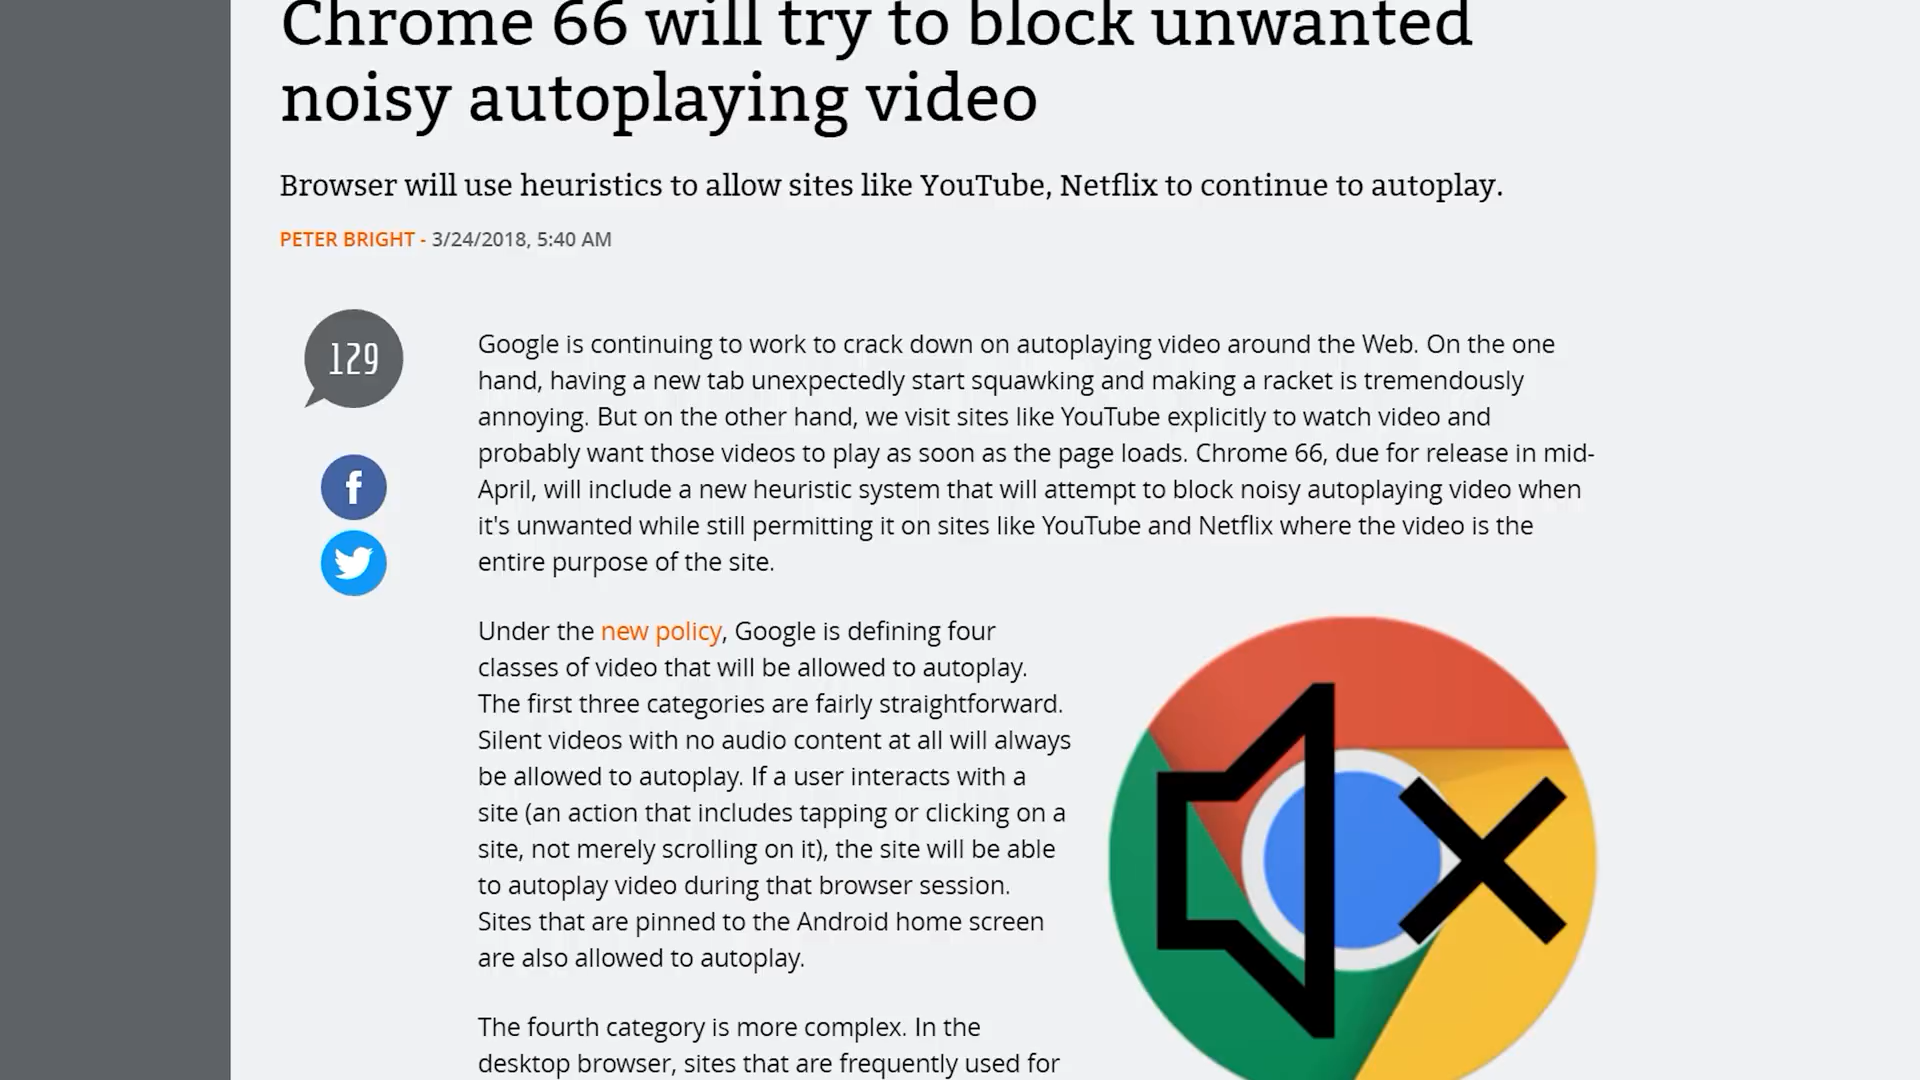 Chrome 66 will try to block unwanted
noisy autoplaying video
Browser will use heuristics to allow sites like YouTube, Netflix to continue to autoplay.
PETER BRIGHT - 3/24/2018, 5:40 AM
129
Google is continuing to work to crack down on autoplaying video around the Web. On the one
hand, having a new tab unexpectedly start squawking and making a racket is tremendously
annoying. But on the other hand, we visit sites like YouTube explicitly to watch video and
probably want those videos to play as soon as the page loads. Chrome 66, due for release in mid-
April, will include a new heuristic system that will attempt to block noisy autoplaying video when
it's unwanted while still permitting it on sites like YouTube and Netflix where the video is the
entire purpose of the site.
Under the new policy, Google is defining four
classes of video that will be allowed to autoplay.
The first three categories are fairly straightforward.
Silent videos with no audio content at all will always
be allowed to autoplay. If a user interacts with a
site (an action that includes tapping or clicking on a
site, not merely scrolling on it), the site will be able
to autoplay video during that browser session.
Sites that are pinned to the Android home screen
are also allowed to autoplay.
The fourth category is more complex. In the
desktop browser, sites that are frequently used for